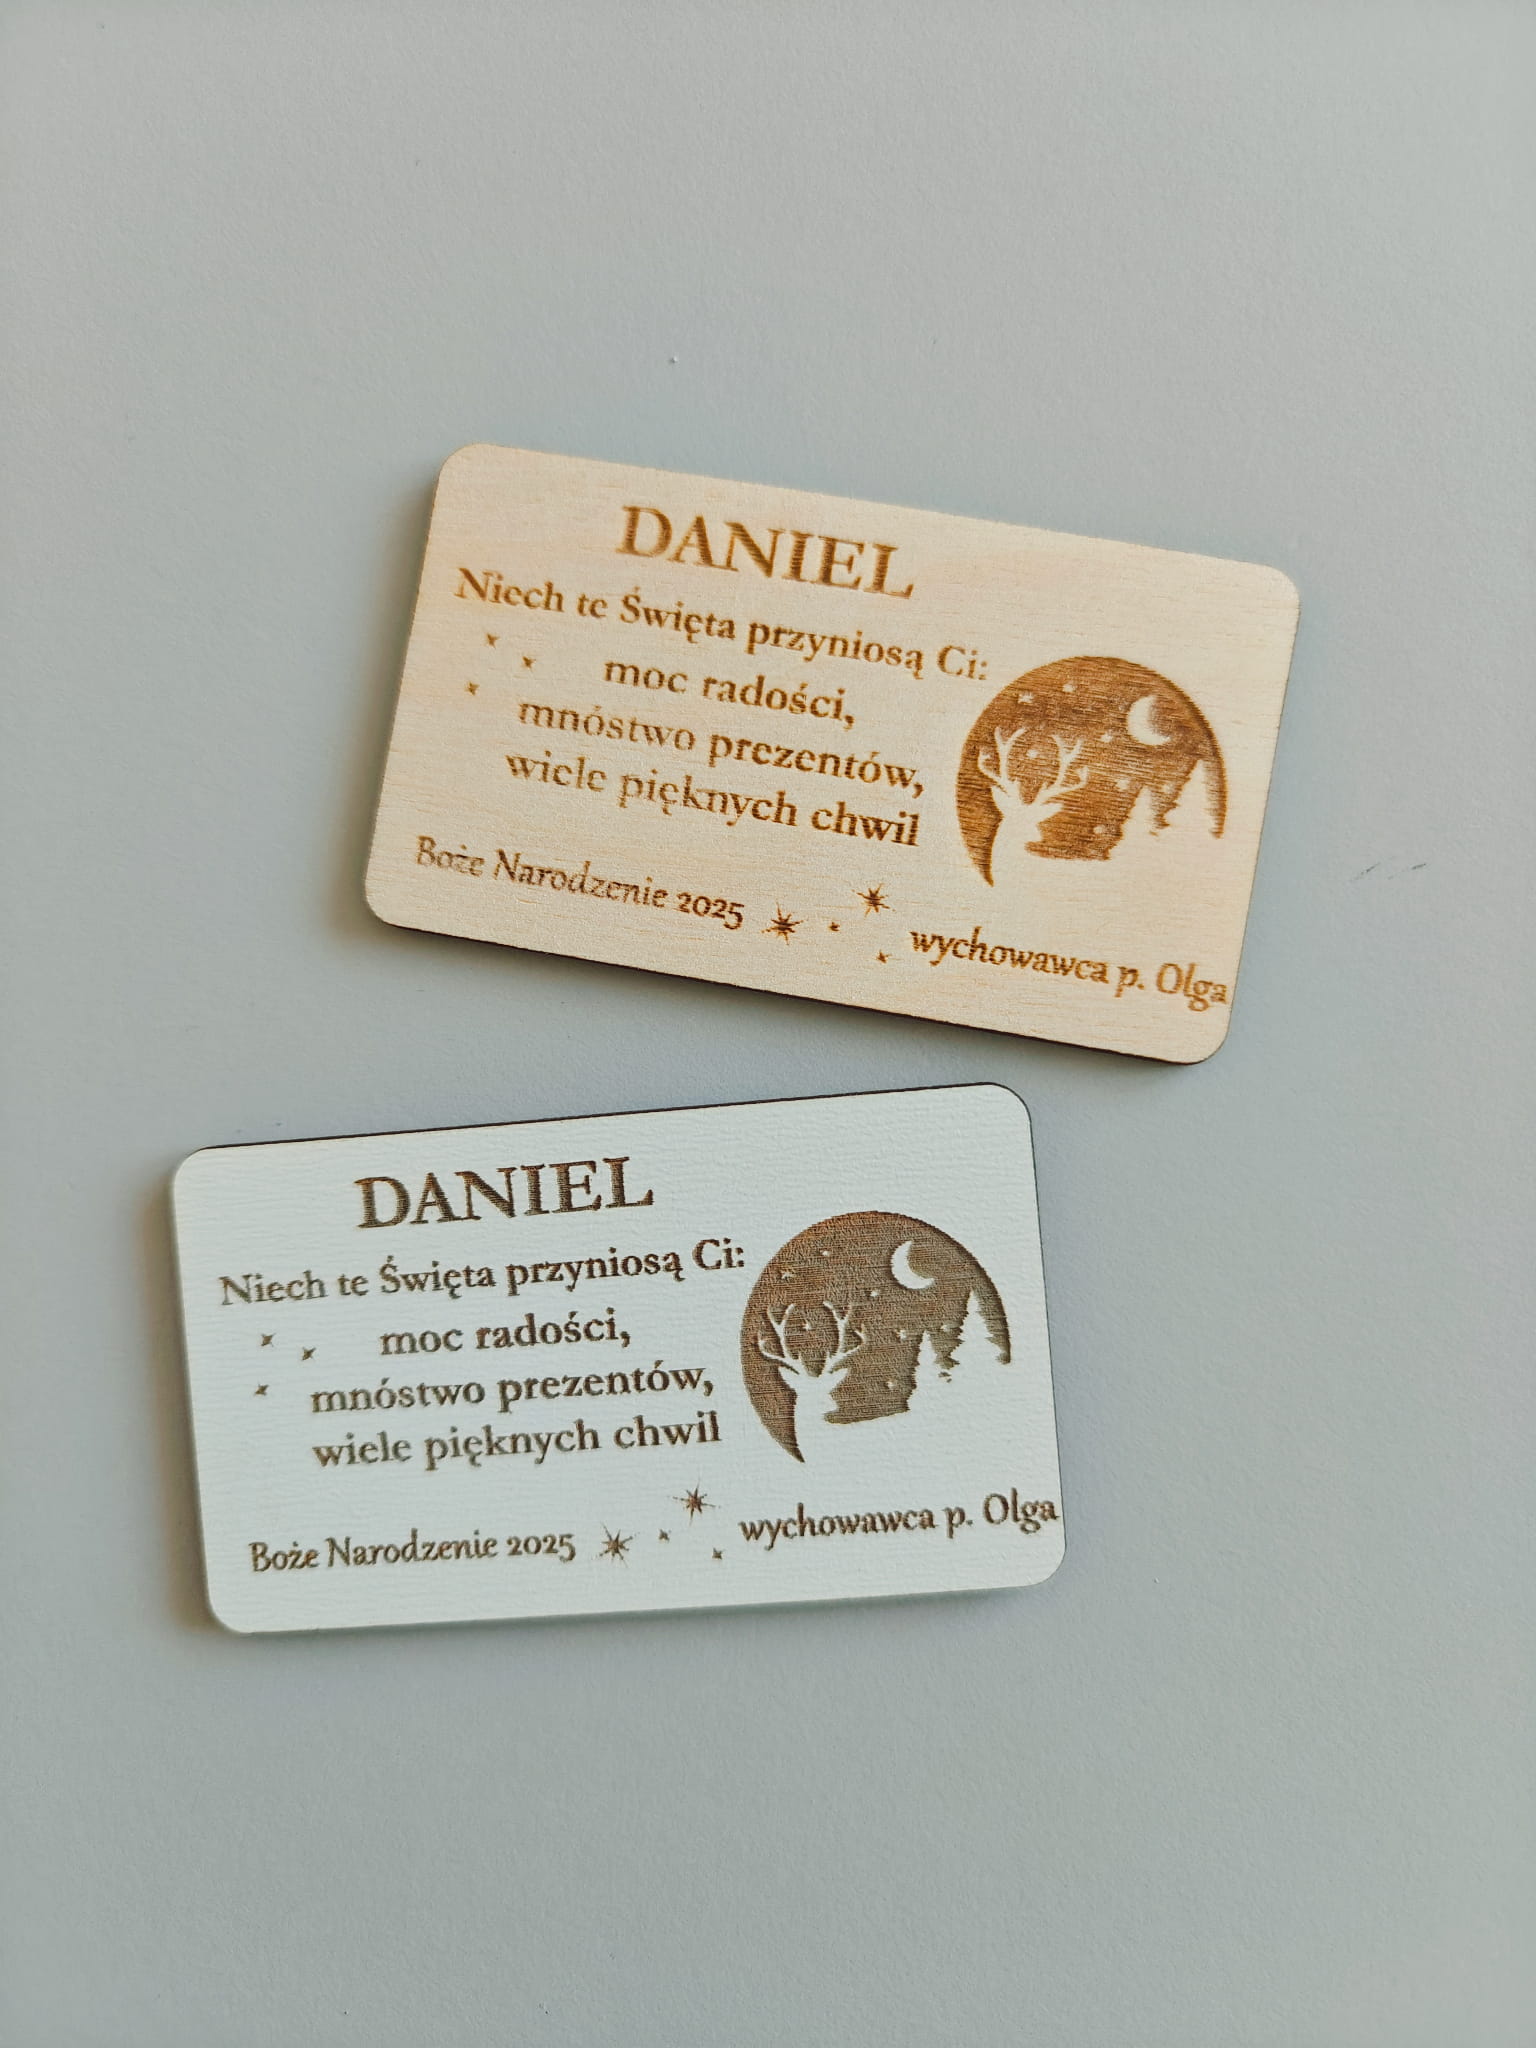 DANIEL
Niech te Święta przyniosą Ci:
moc radości,
mnóstwo prezentów,
wiele pięknych chwil
Boże Narodzenie 2025
wychowawca p. Olga
DANIEL
Niech te Święta przyniosą Ci:
moc radości,
mnóstwo prezentów,
wiele pięknych chwil
Boże Narodzenie 2025
wychowawca p. Olga